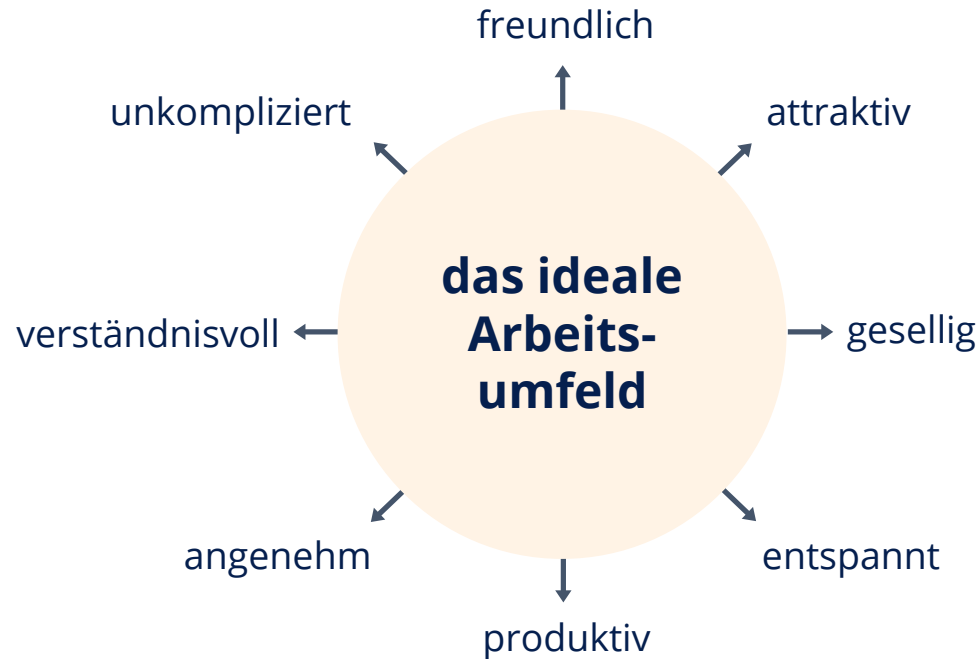 freundlich
unkompliziert
attraktiv
das ideale
Arbeits-
umfeld
verständnisvoll
gesellig
angenehm
entspannt
produktiv